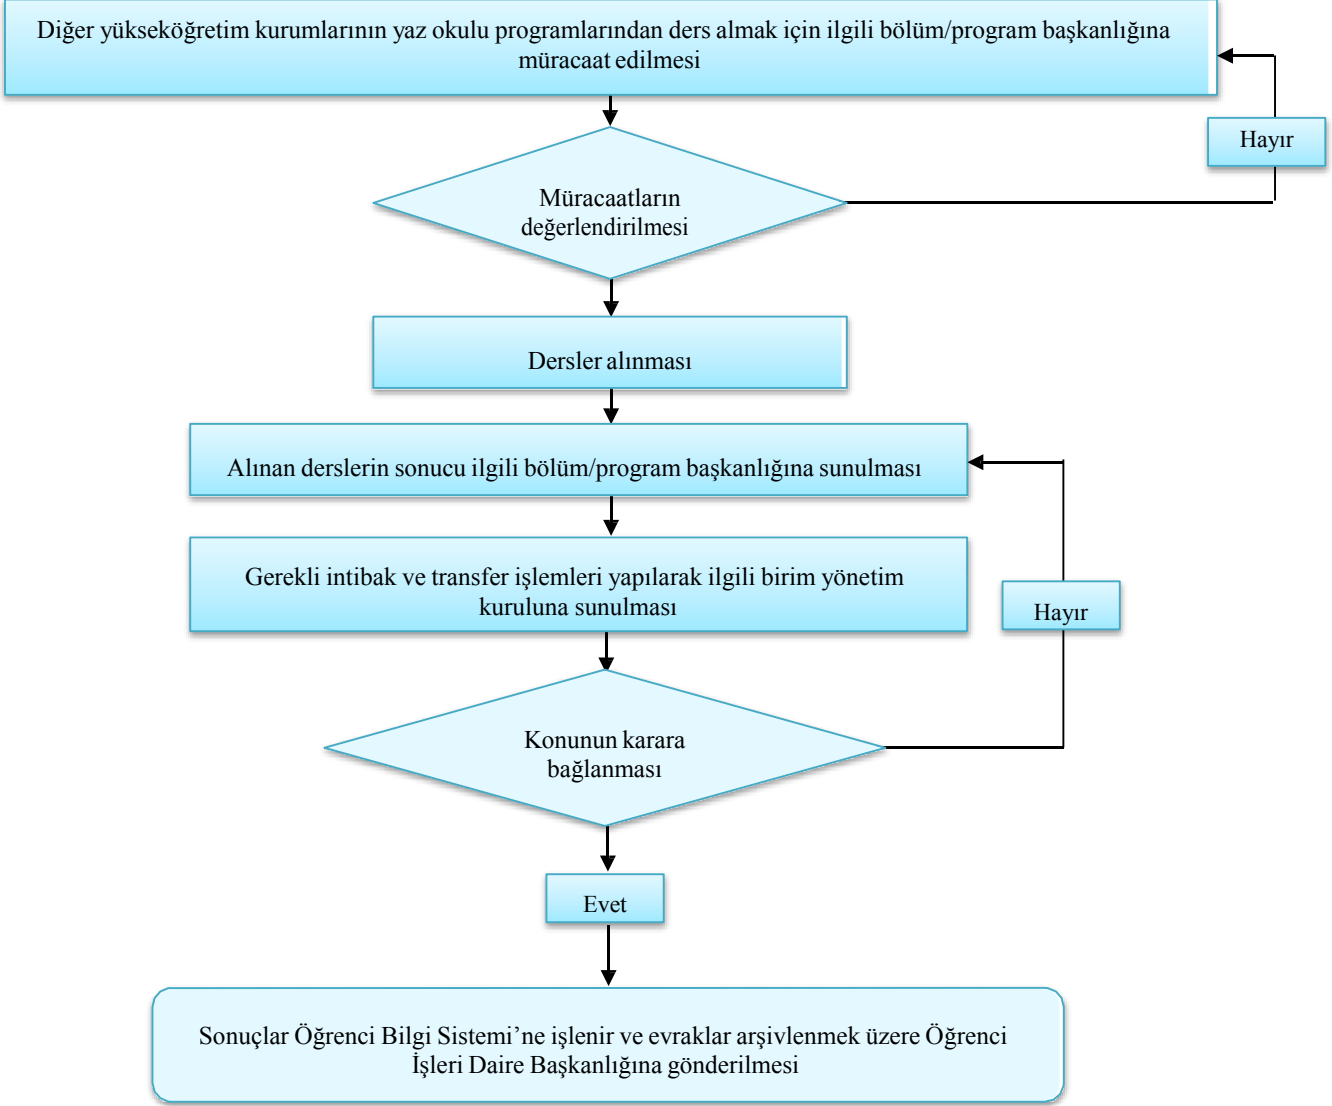 Diğer yükseköğretim kurumlarının yaz okulu programlarından ders almak için ilgili bölüm/program başkanlığına
müracaat edilmesi
Hayır
Müracaatların
değerlendirilmesi
Dersler alınması
Alınan derslerin sonucu ilgili bölüm/program başkanlığına sunulması
Gerekli intibak ve transfer işlemleri yapılarak ilgili birim yönetim
kuruluna sunulması
Hayır
Konunun karara
bağlanması
Evet
Sonuçlar Öğrenci Bilgi Sistemi’ne işlenir ve evraklar arşivlenmek üzere Öğrenci
İşleri Daire Başkanlığına gönderilmesi